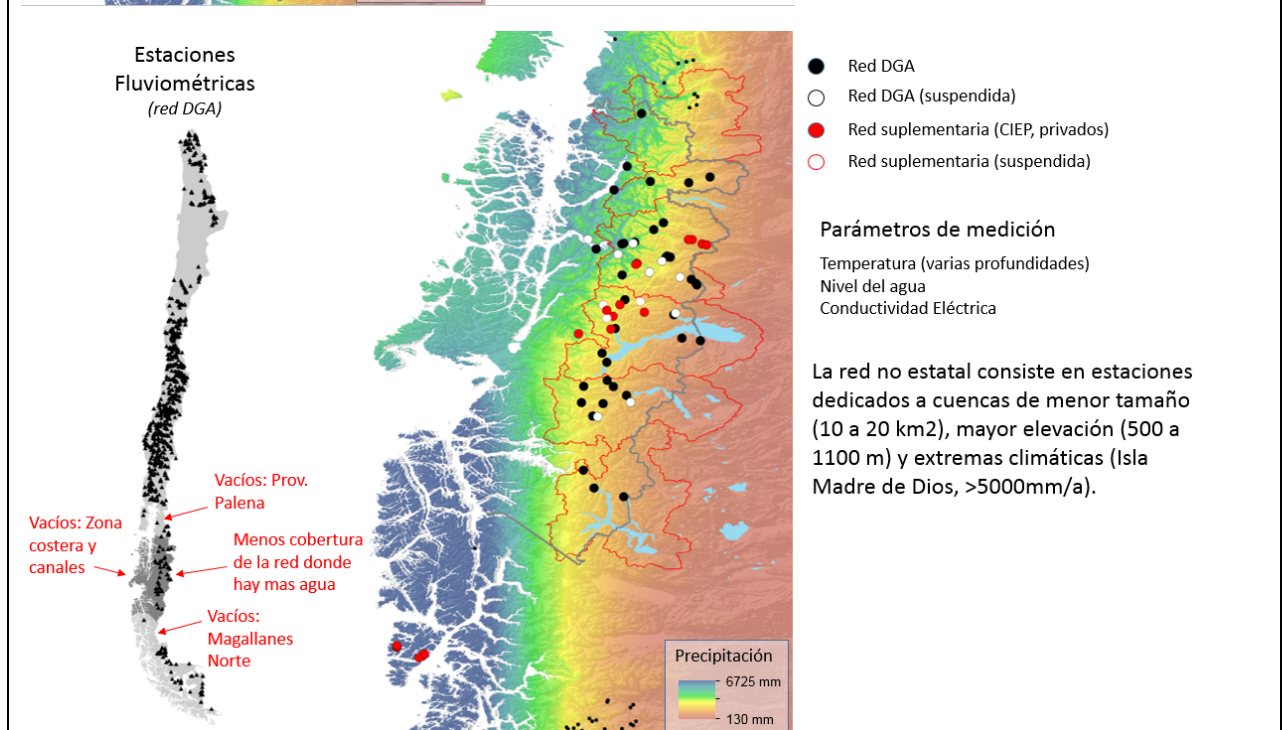 Estaciones
Fluviométricas
(red DGA)
Vacíos: Prov.
Palena
Vacíos: Zona
costera y
canales
Menos cobertura
de la red donde
hay mas agua
Vacíos:
Magallanes
Norte
Precipitación
6725 mm
130 mm
Red DGA
Red DGA (suspendida)
Red suplementaria (CIEP, privados)
Red suplementaria (suspendida)
Parámetros de medición
Temperatura (varias profundidades)
Nivel del agua
Conductividad Eléctrica
La red no estatal consiste en estaciones
dedicados a cuencas de menor tamaño
(10 a 20 km2), mayor elevación (500 a
1100 m) y extremas climáticas (Isla
Madre de Dios, >5000mm/a).